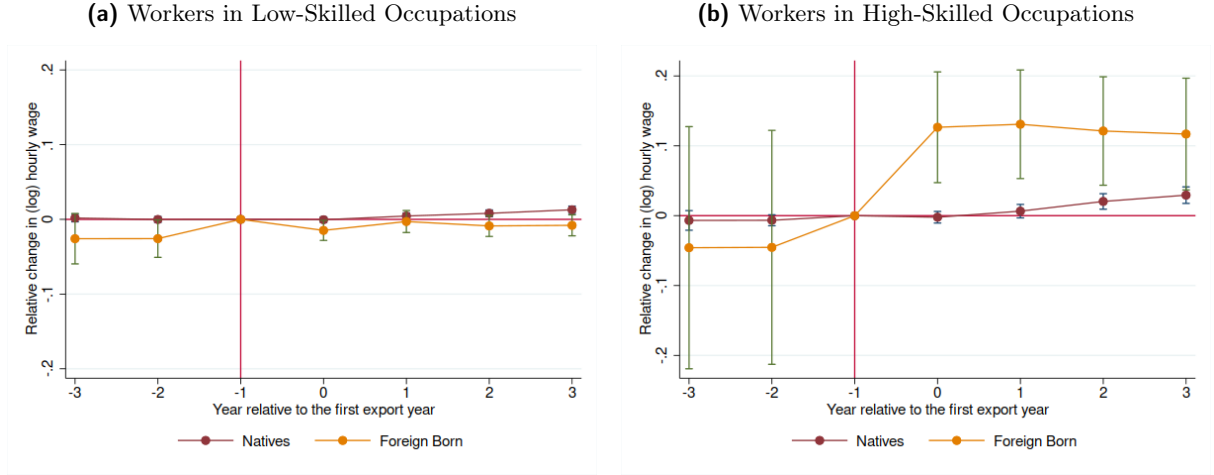 (a) Workers in Low-Skilled Occupations
Relative change in (log) hourly wage
.2
.1
0
-.1
-.2
-3 -2 -1 0 1 2 3
Year relative to the first export year
Natives Foreign Born
(b) Workers in High-Skilled Occupations
Relative change in (log) hourly wage
.2
.1
0
-.1
-.2
-3 -2 -1 0 1 2 3
Year relative to the first export year
Natives Foreign Born